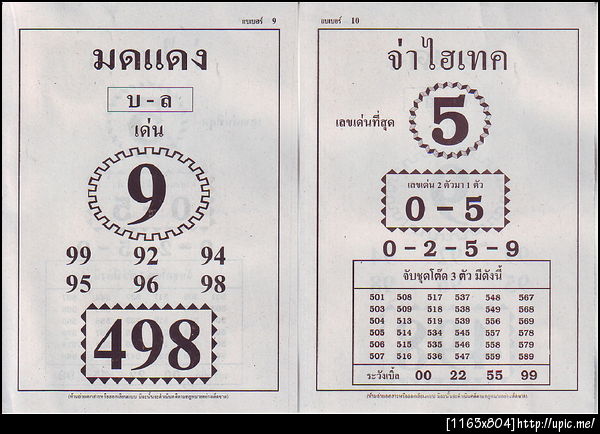 แบเบอร์ 9
มดแดง
บ - ล
เด่น
9
99 92 94
95 96 98
498
แบเบอร์ 10
จ่าไฮเทค
เลขเด่นที่สุด 5
เลขเด่น 2 ตัวมา 1 ตัว
0 - 5
0 - 2 - 5 - 9
จับชุดโต๊ด 3 ตัว มีดังนี้
501 508 517 537 548 567
503 511 518 538 549 568
504 513 519 539 556 569
505 514 534 545 557 578
506 515 535 546 558 579
507 516 536 547 559 589
ระวังเบิ้ล 00 22 55 99
[1163x804]http://upic.me/